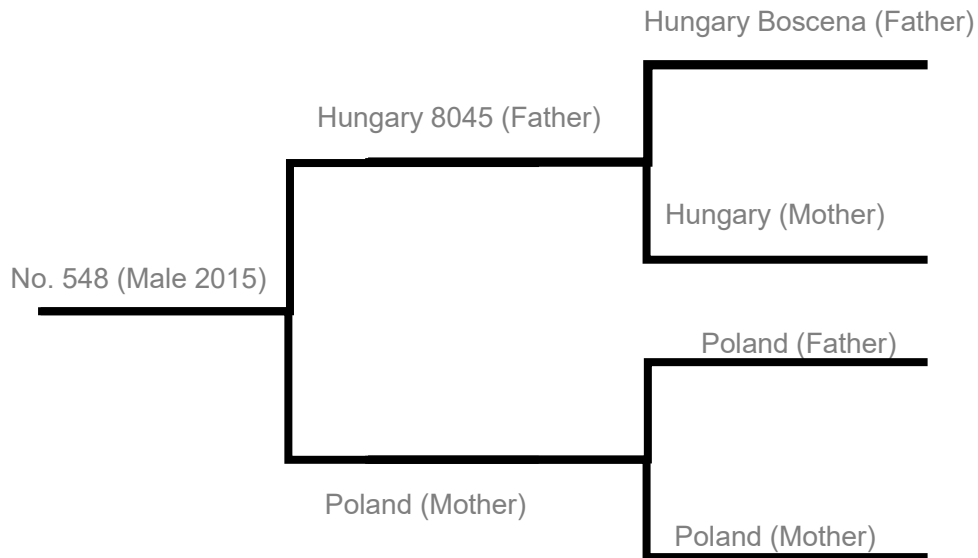 Hungary Boscena (Father)
Hungary 8045 (Father)
Hungary (Mother)
No. 548 (Male 2015)
Poland (Father)
Poland (Mother)
Poland (Mother)